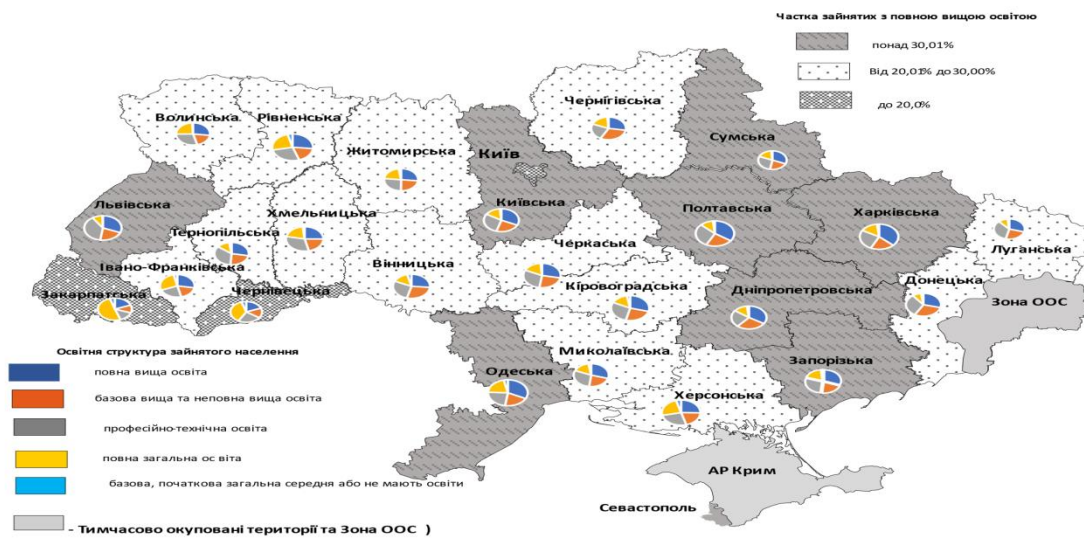 Частка зайнятих з повною вищою освітою
понад 30,01%
Від 20,01% до 30,00%
до 20,0%
Чернігівська
Волинська
Рівненська
Сумська
Житомирська
Київ
Львівська
Київська
Полтавська
Харківська
Хмельницька
Тернопільська
Черкаська
Луганська
Івано-Франківська
Вінницька
Закарпатська
Чернівецька
Кіровоградська
Дніпропетровська
Донецька
Зона ООС
Освітня структура зайнятого населення
Миколаївська
Запорізька
повна вища освіта
Одеська
Херсонська
базова вища та неповна вища освіта
професійно-технічна освіта
повна загальна ос віта
АР Крим
базова, початкова загальна середня або не мають освіти
Севастополь
- Тимчасово окуповані території та Зона ООС )